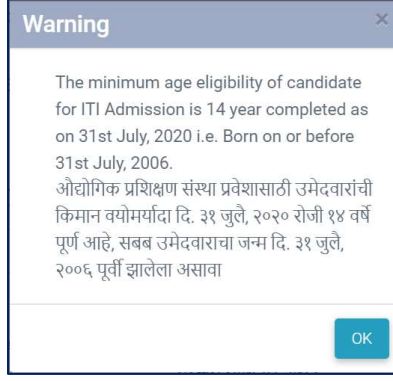 Warning
×
The minimum age eligibility of candidate
for ITI Admission is 14 year completed as
on 31st July, 2020 i.e. Born on or before
31st July, 2006.
औद्योगिक प्रशिक्षण संस्था प्रवेशासाठी उमेदवारांची
किमान वयोमर्यादा दि. ३१ जुलै, २०२० रोजी १४ वर्षे
पूर्ण आहे, सबब उमेदवाराचा जन्म दि. ३१ जुलै,
२००६ पूर्वी झालेला असावा
OK